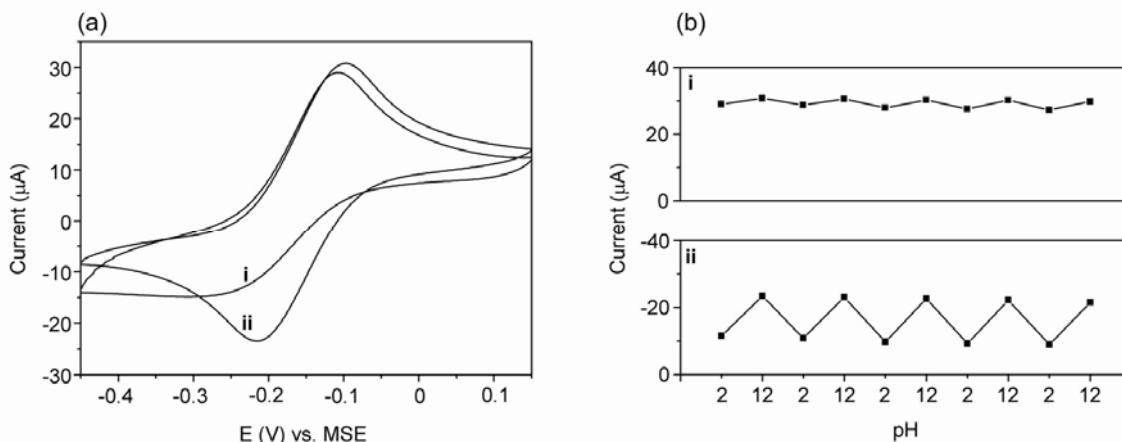 (a)
30
20
10
0
-10
-20
-30
Current (μA)
i
ii
-0.4 -0.3 -0.2 -0.1 0 0.1
E (V) vs. MSE
(b)
i
40
20
0
Current (μA)
ii
-40
-20
0
2 12 2 12 2 12 2 12 2 12
pH